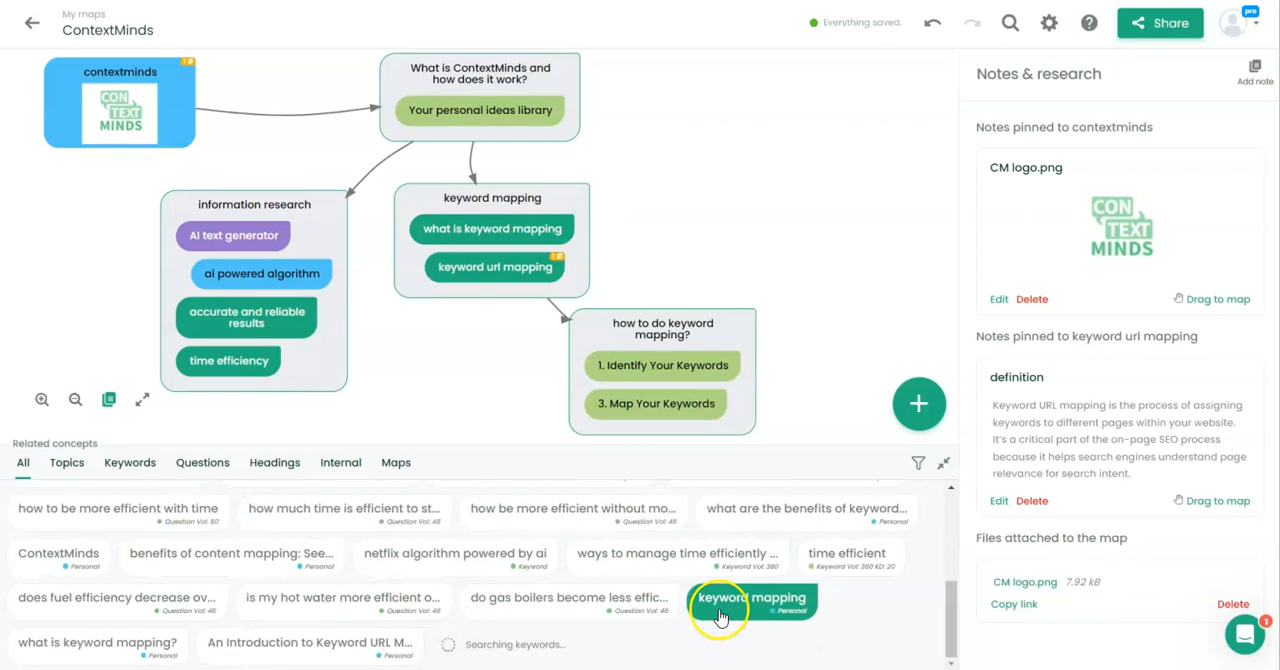 My maps
ContextMinds
Everything saved.
Share
pro
contextminds
1
CON
TEXT
MINDS
What is ContextMinds and
how does it work?
Your personal ideas library
information research
AI text generator
ai powered algorithm
accurate and reliable
results
time efficiency
keyword mapping
what is keyword mapping
keyword url mapping
1
how to do keyword
mapping?
1. Identify Your Keywords
3. Map Your Keywords
+
Related concepts
All
Topics
Keywords
Questions
Headings
Internal
Maps
how to be more efficient with time
Question Vol: 60
how much time is efficient to st...
Question Vol: 46
how be more efficient without mo...
Question Vol: 46
what are the benefits of keyword...
Personal
ContextMinds
Personal
benefits of content mapping: See...
Personal
netflix algorithm powered by ai
Keyword
ways to manage time efficiently ...
Keyword Vol: 380
time efficiency
Keyword Vol: 360 KD: 20
does fuel efficiency decrease ov...
Question Vol: 46
is my hot water more efficient o...
Question Vol: 46
do gas boilers become less effic...
Question Vol: 46
keyword mapping
Personal
what is keyword mapping?
Personal
An Introduction to Keyword URL M...
Personal
Searching keywords...
Notes & research
Add note
Notes pinned to contextminds
CM logo.png
CON
TEXT
MINDS
Edit Delete
Drag to map
Notes pinned to keyword url mapping
definition
Keyword URL mapping is the process of assigning
keywords to different pages within your website.
It's a critical part of the on-page SEO process
because it helps search engines understand page
relevance for search intent.
Edit Delete
Drag to map
Files attached to the map
CM logo.png 7.92 kB
Copy link
Delete
1